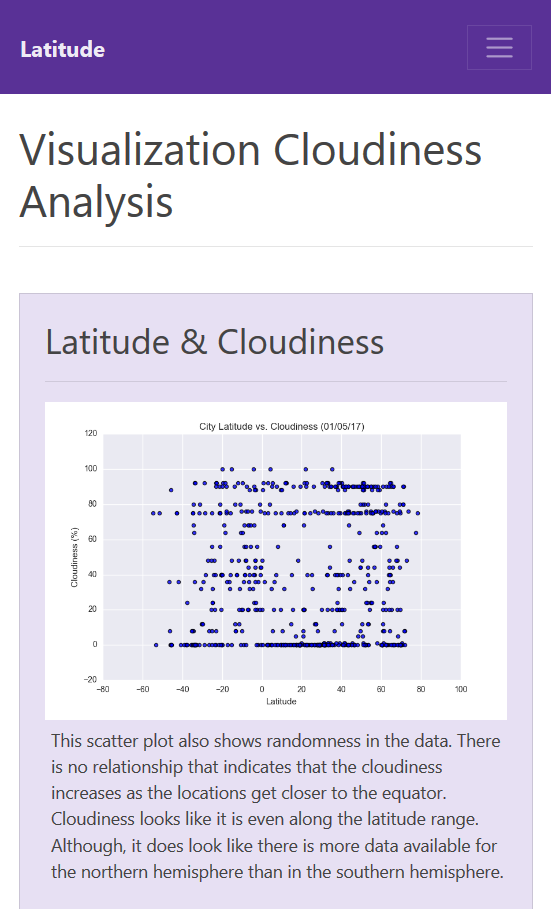 Latitude
Visualization Cloudiness
Analysis
Latitude & Cloudiness
City Latitude vs. Cloudiness (01/05/17)
120
100
80
60
40
20
0
−20
Cloudiness (%)
−80 −60 −40 −20 0 20 40 60 80 100
Latitude
This scatter plot also shows randomness in the data. There
is no relationship that indicates that the cloudiness
increases as the locations get closer to the equator.
Cloudiness looks like it is even along the latitude range.
Although, it does look like there is more data available for
the northern hemisphere than in the southern hemisphere.